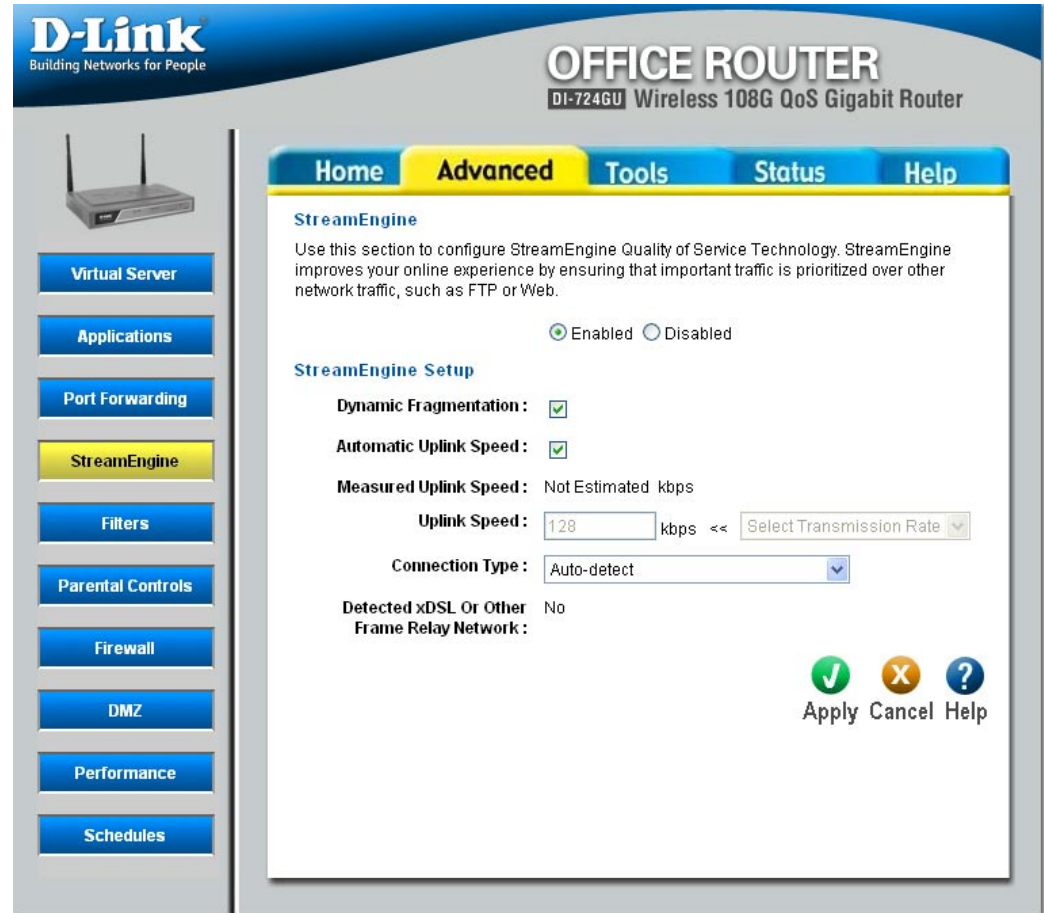 D-Link
Building Networks for People
OFFICE ROUTER
DI-724GU Wireless 108G QoS Gigabit Router
Home
Advanced
Tools
Status
Help
Virtual Server
Applications
Port Forwarding
StreamEngine
Filters
Parental Controls
Firewall
DMZ
Performance
Schedules
StreamEngine
Use this section to configure StreamEngine Quality of Service Technology. StreamEngine
improves your online experience by ensuring that important traffic is prioritized over other
network traffic, such as FTP or Web.
Enabled Disabled
StreamEngine Setup
Dynamic Fragmentation :
Automatic Uplink Speed :
Measured Uplink Speed : Not Estimated kbps
Uplink Speed : 128 kbps << Select Transmission Rate
Connection Type : Auto-detect
Detected xDSL Or Other No
Frame Relay Network :
Apply Cancel Help